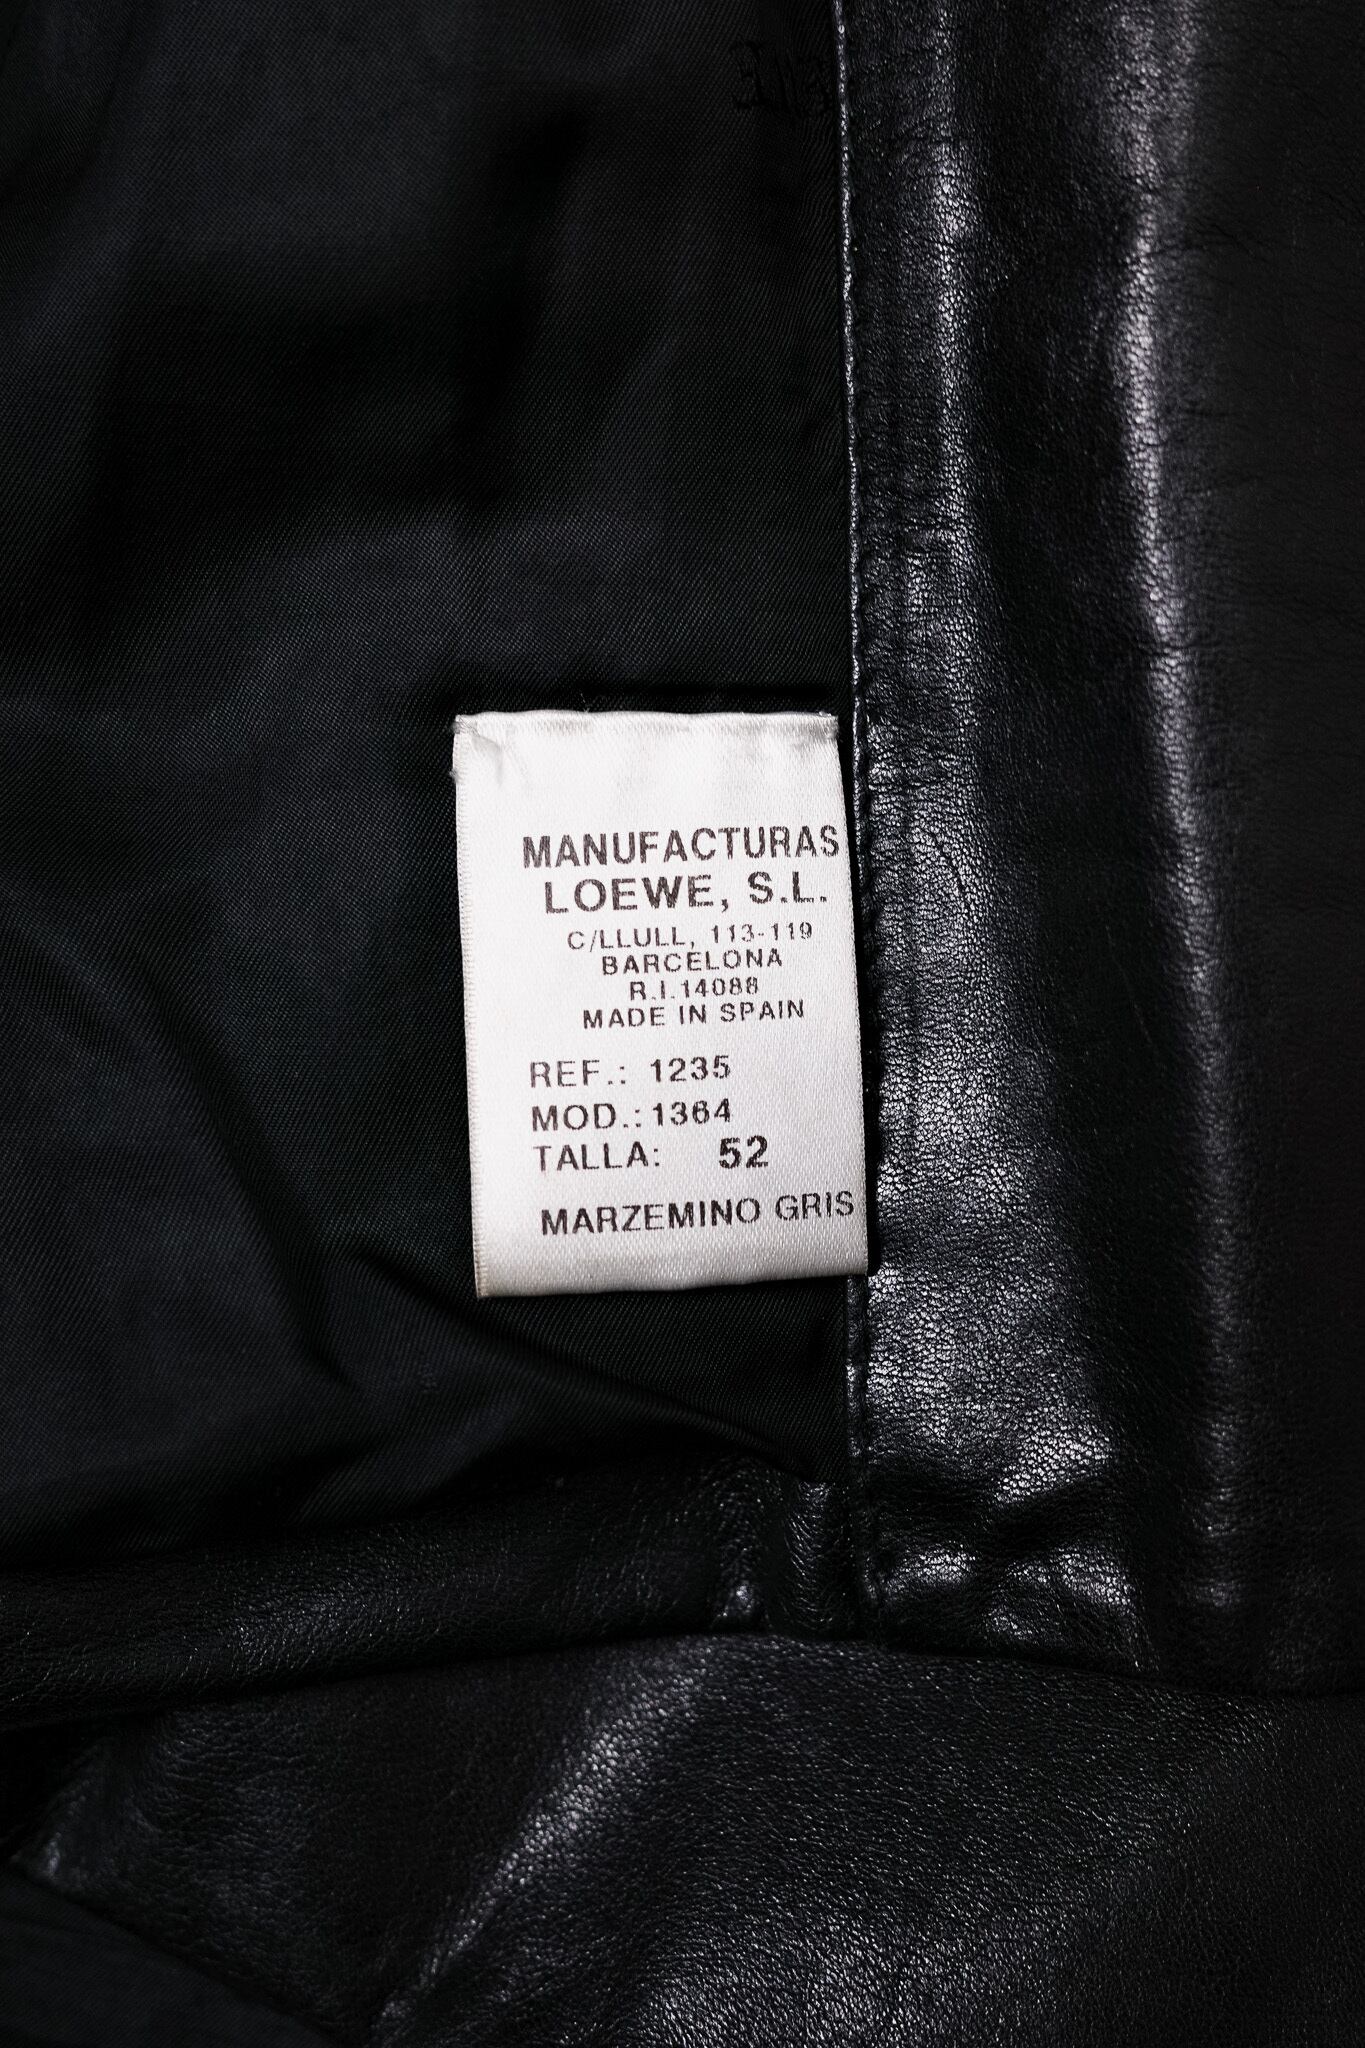 MANUFACTURAS
LOEWE, S.L.
C/LLULL, 113-119
BARCELONA
R.I.14088
MADE IN SPAIN
REF.: 1235
MOD.: 1364
TALLA: 52
MARZEMINO GRIS